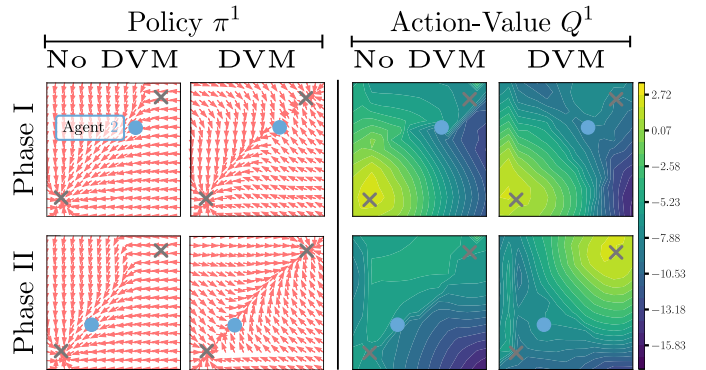 Policy π¹
Action-Value Q¹
No DVM
DVM
No DVM
DVM
Phase I
Agent 2
Phase II
2.72
0.07
−2.58
−5.23
−7.88
−10.53
−13.18
−15.83